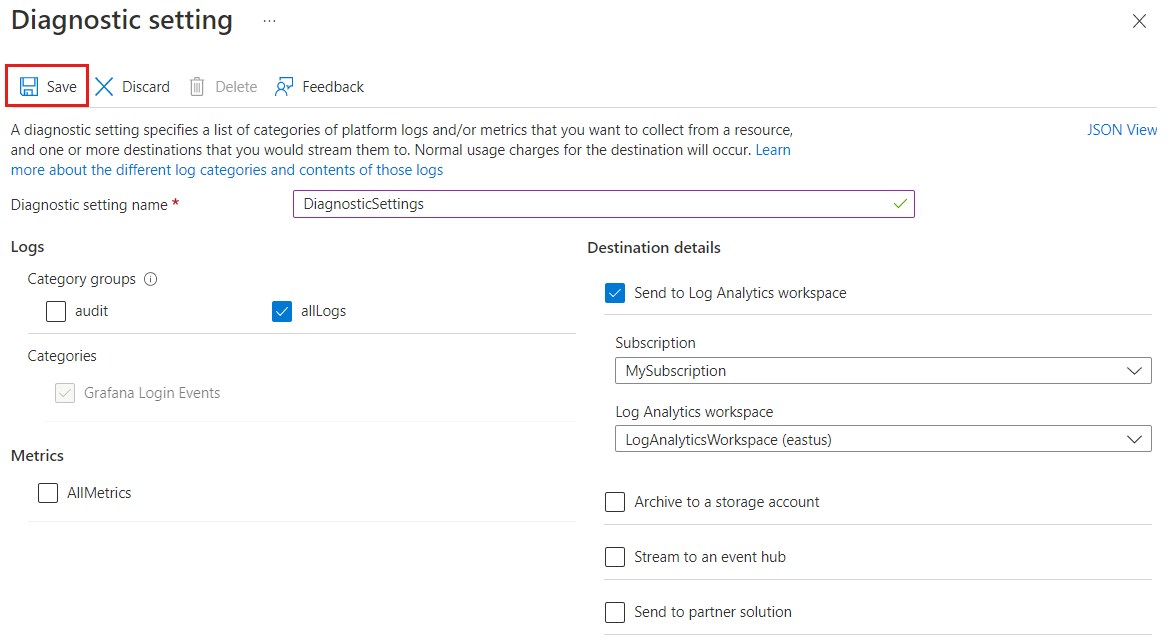 Diagnostic setting ...
Save Discard Delete Feedback
A diagnostic setting specifies a list of categories of platform logs and/or metrics that you want to collect from a resource,
and one or more destinations that you would stream them to. Normal usage charges for the destination will occur. Learn
more about the different log categories and contents of those logs
JSON View
Diagnostic setting name *
DiagnosticSettings
Logs
Category groups
audit
allLogs
Categories
Grafana Login Events
Metrics
AllMetrics
Destination details
Send to Log Analytics workspace
Subscription
MySubscription
Log Analytics workspace
LogAnalyticsWorkspace (eastus)
Archive to a storage account
Stream to an event hub
Send to partner solution